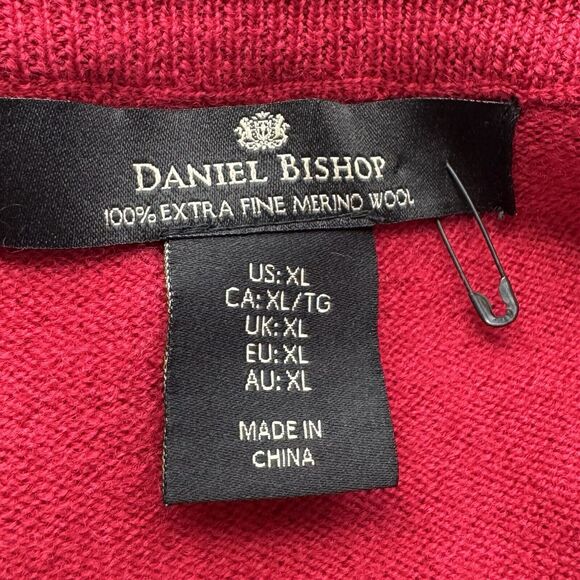 DANIEL BISHOP
100% EXTRA FINE MERINO WOOL
US: XL
CA: XL/TG
UK: XL
EU: XL
AU: XL
MADE IN
CHINA